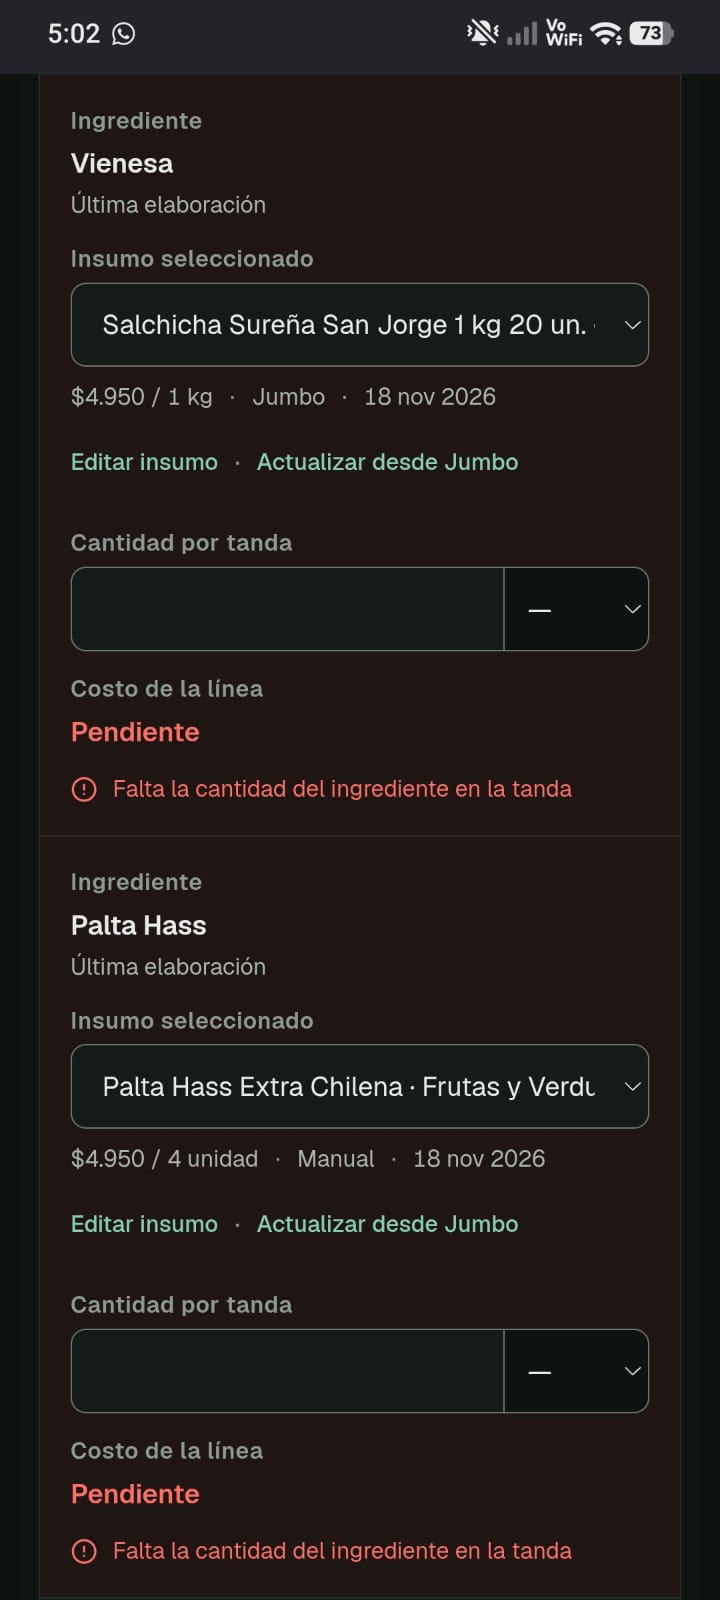 5:02
Vo WiFi
73
Ingrediente
Vienesa
Última elaboración
Insumo seleccionado
Salchicha Sureña San Jorge 1 kg 20 un.
$4.950 / 1 kg · Jumbo · 18 nov 2026
Editar insumo · Actualizar desde Jumbo
Cantidad por tanda
—
Costo de la línea
Pendiente
Falta la cantidad del ingrediente en la tanda
Ingrediente
Palta Hass
Última elaboración
Insumo seleccionado
Palta Hass Extra Chilena · Frutas y Verdu
$4.950 / 4 unidad · Manual · 18 nov 2026
Editar insumo · Actualizar desde Jumbo
Cantidad por tanda
—
Costo de la línea
Pendiente
Falta la cantidad del ingrediente en la tanda